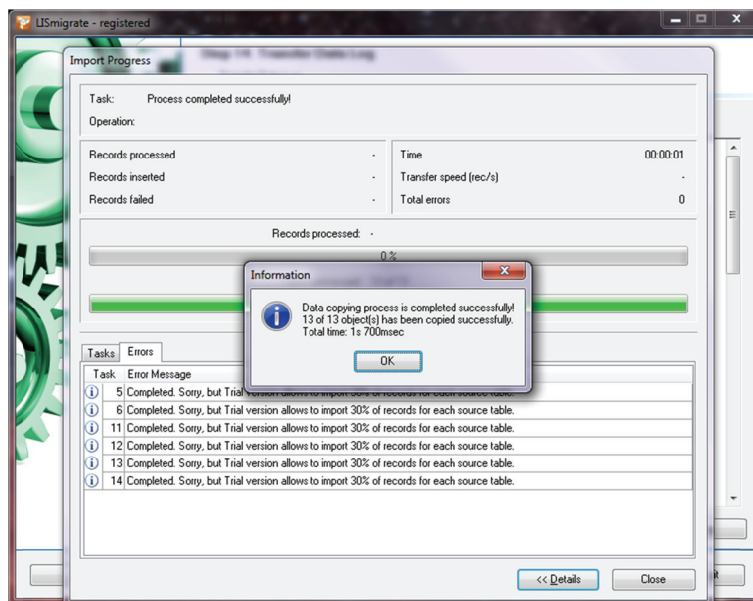 LISmigrate - registered
Step 14. Transfer Data Log
Import Progress
Task: Process completed successfully!
Operation:
Records processed -
Records inserted -
Records failed -
Time 00:00:01
Transfer speed (rec/s) -
Total errors 0
Records processed: -
0 %
Information
Data copying process is completed successfully!
13 of 13 object(s) has been copied successfully.
Total time: 1s 700msec
OK
Tasks Errors
Task Error Message
5 Completed. Sorry, but Trial version allows to import 30% of records for each source table.
6 Completed. Sorry, but Trial version allows to import 30% of records for each source table.
11 Completed. Sorry, but Trial version allows to import 30% of records for each source table.
12 Completed. Sorry, but Trial version allows to import 30% of records for each source table.
13 Completed. Sorry, but Trial version allows to import 30% of records for each source table.
14 Completed. Sorry, but Trial version allows to import 30% of records for each source table.
<< Details
Close